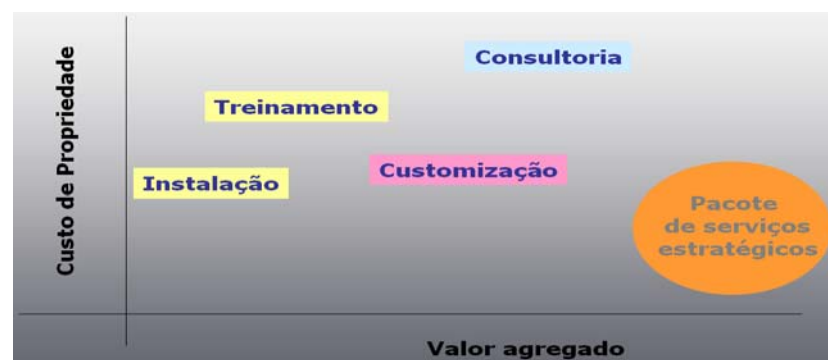 Custo de Propriedade
Consultoria
Treinamento
Customização
Instalação
Pacote
de serviços
estratégicos
Valor agregado